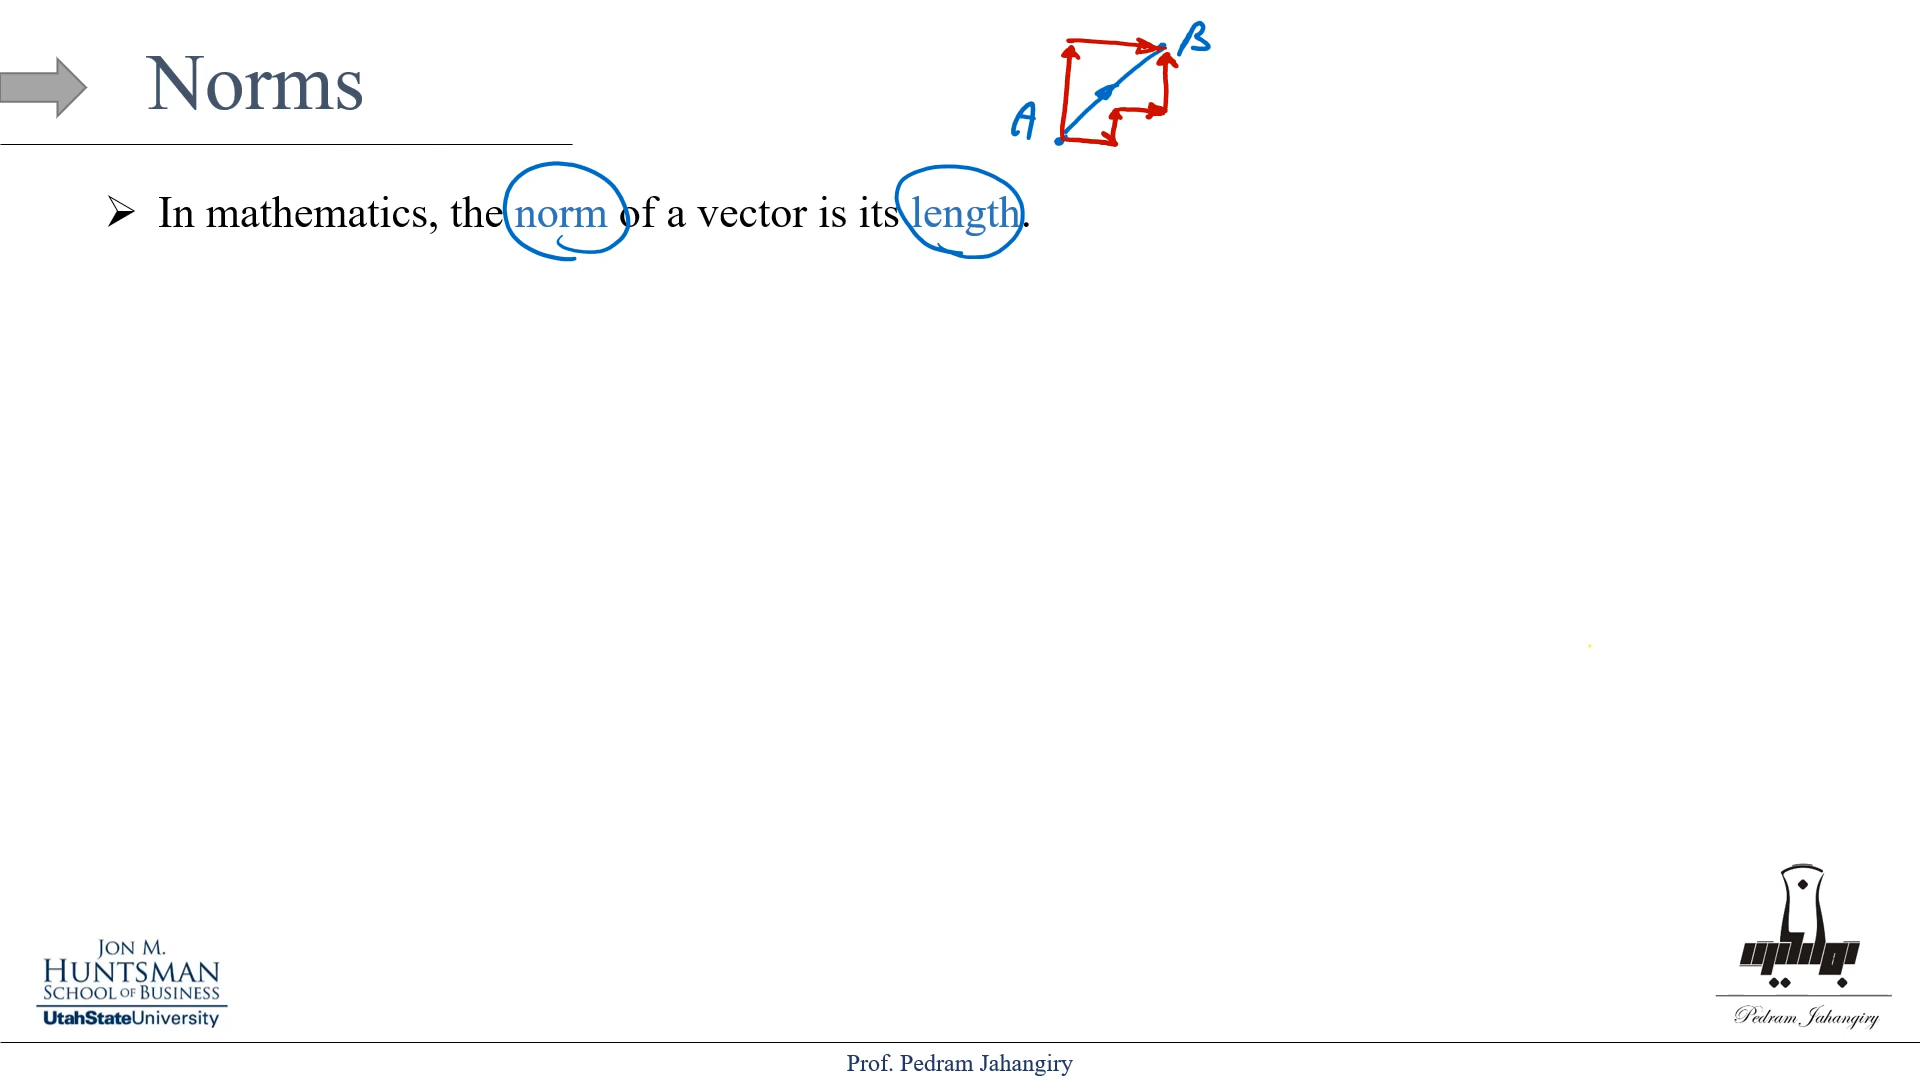 Norms
B
A
➢ In mathematics, the norm of a vector is its length.
JON M.
HUNTSMAN
SCHOOL OF BUSINESS
UtahStateUniversity
Pedram Jahangiry
Prof. Pedram Jahangiry